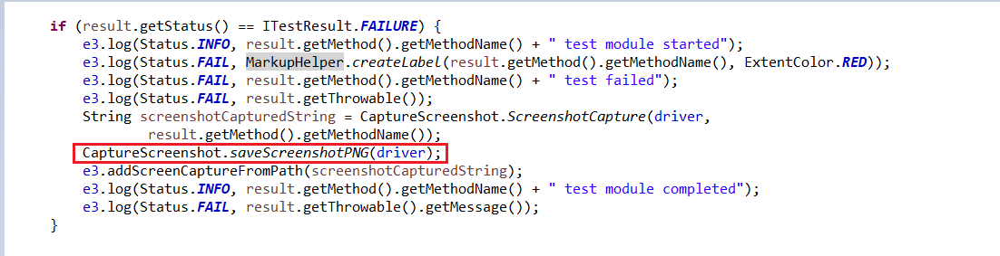 if (result.getStatus() == ITestResult.FAILURE) {
e3.log(Status.INFO, result.getMethod().getMethodName() + " test module started");
e3.log(Status.FAIL, MarkupHelper.createLabel(result.getMethod().getMethodName(), ExtentColor.RED));
e3.log(Status.FAIL, result.getMethod().getMethodName() + " test failed");
e3.log(Status.FAIL, result.getThrowable());
String screenshotCapturedString = CaptureScreenshot.ScreenshotCapture(driver,
result.getMethod().getMethodName());
CaptureScreenshot.saveScreenshotPNG(driver);
e3.addScreenCaptureFromPath(screenshotCapturedString);
e3.log(Status.INFO, result.getMethod().getMethodName() + " test module completed");
e3.log(Status.FAIL, result.getThrowable().getMessage());
}